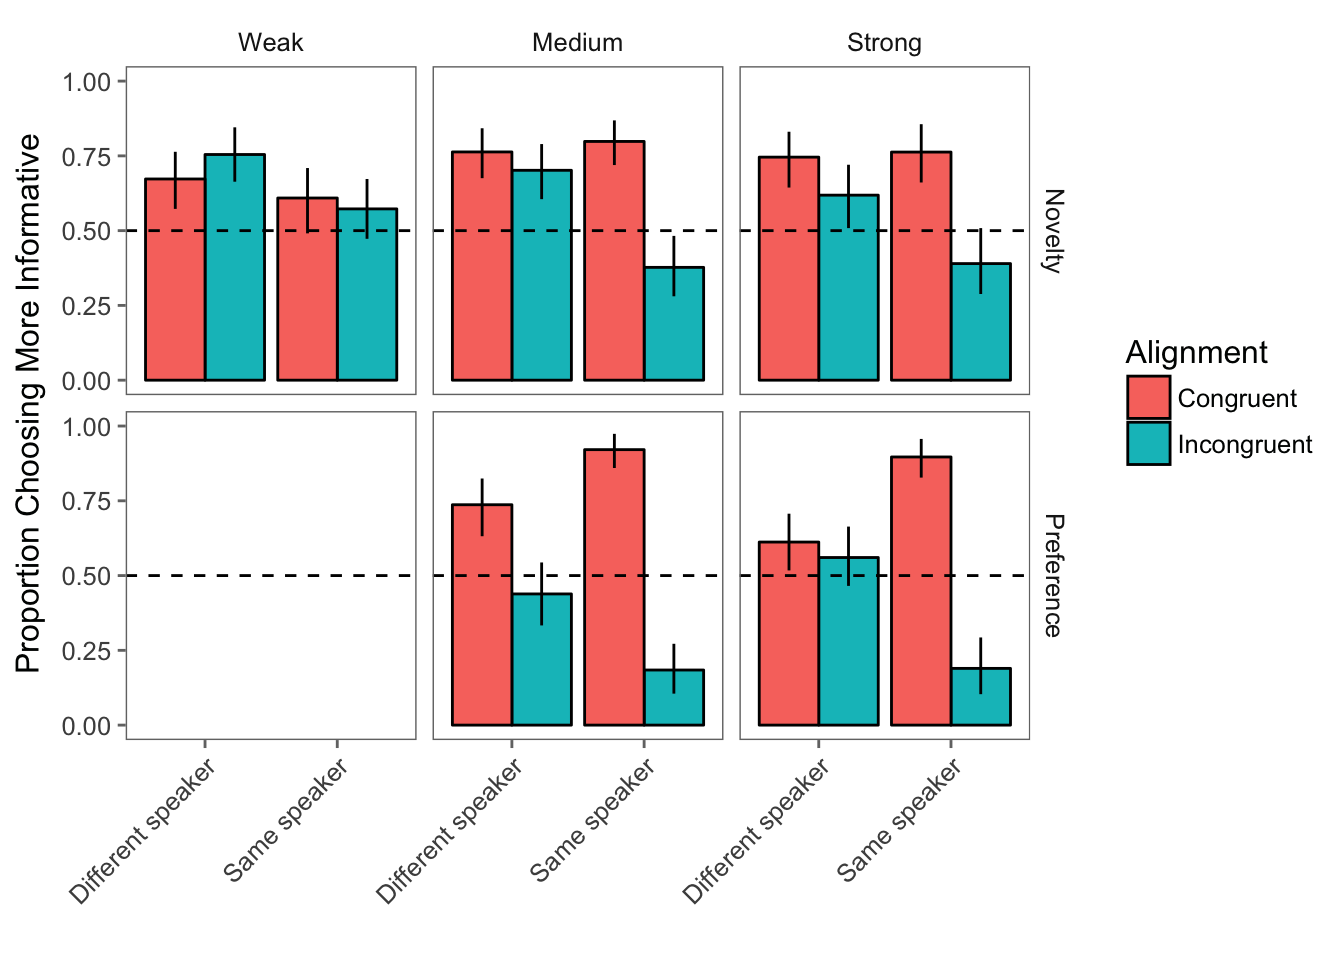 Weak Medium Strong
Proportion Choosing More Informative
1.00
0.75
0.50
0.25
0.00
Novelty
1.00
0.75
0.50
0.25
0.00
Preference
Different speaker
Same speaker
Different speaker
Same speaker
Different speaker
Same speaker
Alignment
Congruent
Incongruent